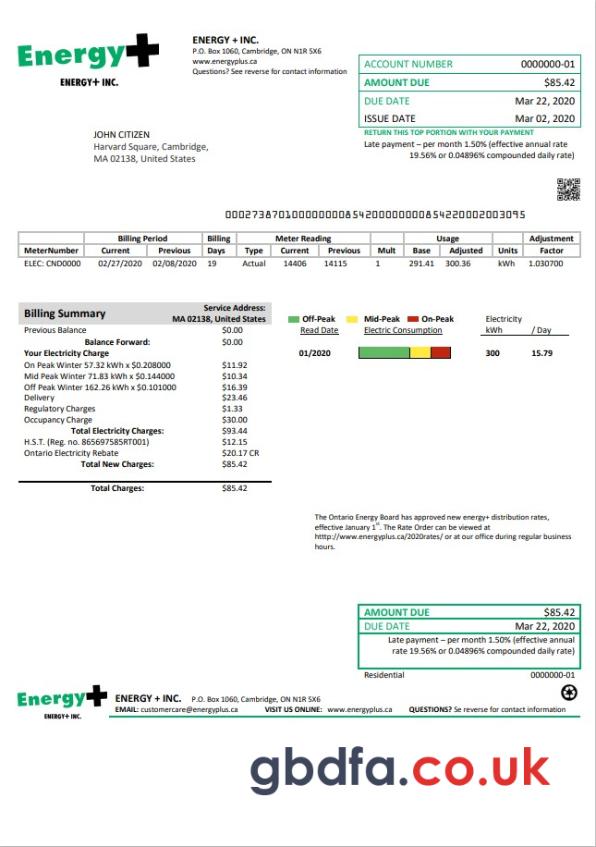 Energy+
ENERGY+ INC.
ENERGY + INC.
P.O. Box 1060, Cambridge, ON N1R 5X6
www.energyplus.ca
Questions? See reverse for contact information
ACCOUNT NUMBER 0000000-01
AMOUNT DUE $85.42
DUE DATE Mar 22, 2020
ISSUE DATE Mar 02, 2020
RETURN THIS TOP PORTION WITH YOUR PAYMENT
Late payment – per month 1.50% (effective annual rate
19.56% or 0.04896% compounded daily rate)
JOHN CITIZEN
Harvard Square, Cambridge,
MA 02138, United States
000273870100000000854200000000854220002003095
Billing Period Billing Meter Reading Usage Adjustment
MeterNumber Current Previous Days Type Current Previous Mult Base Adjusted Units Factor
ELEC: CND0000 02/27/2020 02/08/2020 19 Actual 14406 14115 1 291.41 300.36 kWh 1.030700
Billing Summary Service Address:
MA 02138, United States
Previous Balance $0.00
Balance Forward: $0.00
Your Electricity Charge
On Peak Winter 57.32 kWh x $0.208000 $11.92
Mid Peak Winter 71.83 kWh x $0.144000 $10.34
Off Peak Winter 162.26 kWh x $0.101000 $16.39
Delivery $23.46
Regulatory Charges $1.33
Occupancy Charge $30.00
Total Electricity Charges: $93.44
H.S.T. (Reg. no. 865697585RT001) $12.15
Ontario Electricity Rebate $20.17 CR
Total New Charges: $85.42
Total Charges: $85.42
Off-Peak Mid-Peak On-Peak Electricity
Read Date Electric Consumption kWh / Day
01/2020 300 15.79
The Ontario Energy Board has approved new energy+ distribution rates,
effective January 1st. The Rate Order can be viewed at
htttp://www.energyplus.ca/2020rates/ or at our office during regular business
hours.
AMOUNT DUE $85.42
DUE DATE Mar 22, 2020
Late payment – per month 1.50% (effective annual
rate 19.56% or 0.04896% compounded daily rate)
Residential 0000000-01
Energy+
ENERGY+ INC.
ENERGY + INC. P.O. Box 1060, Cambridge, ON N1R 5X6
EMAIL: customercare@energyplus.ca VISIT US ONLINE: www.energyplus.ca QUESTIONS? Se reverse for contact information
gbdfa.co.uk